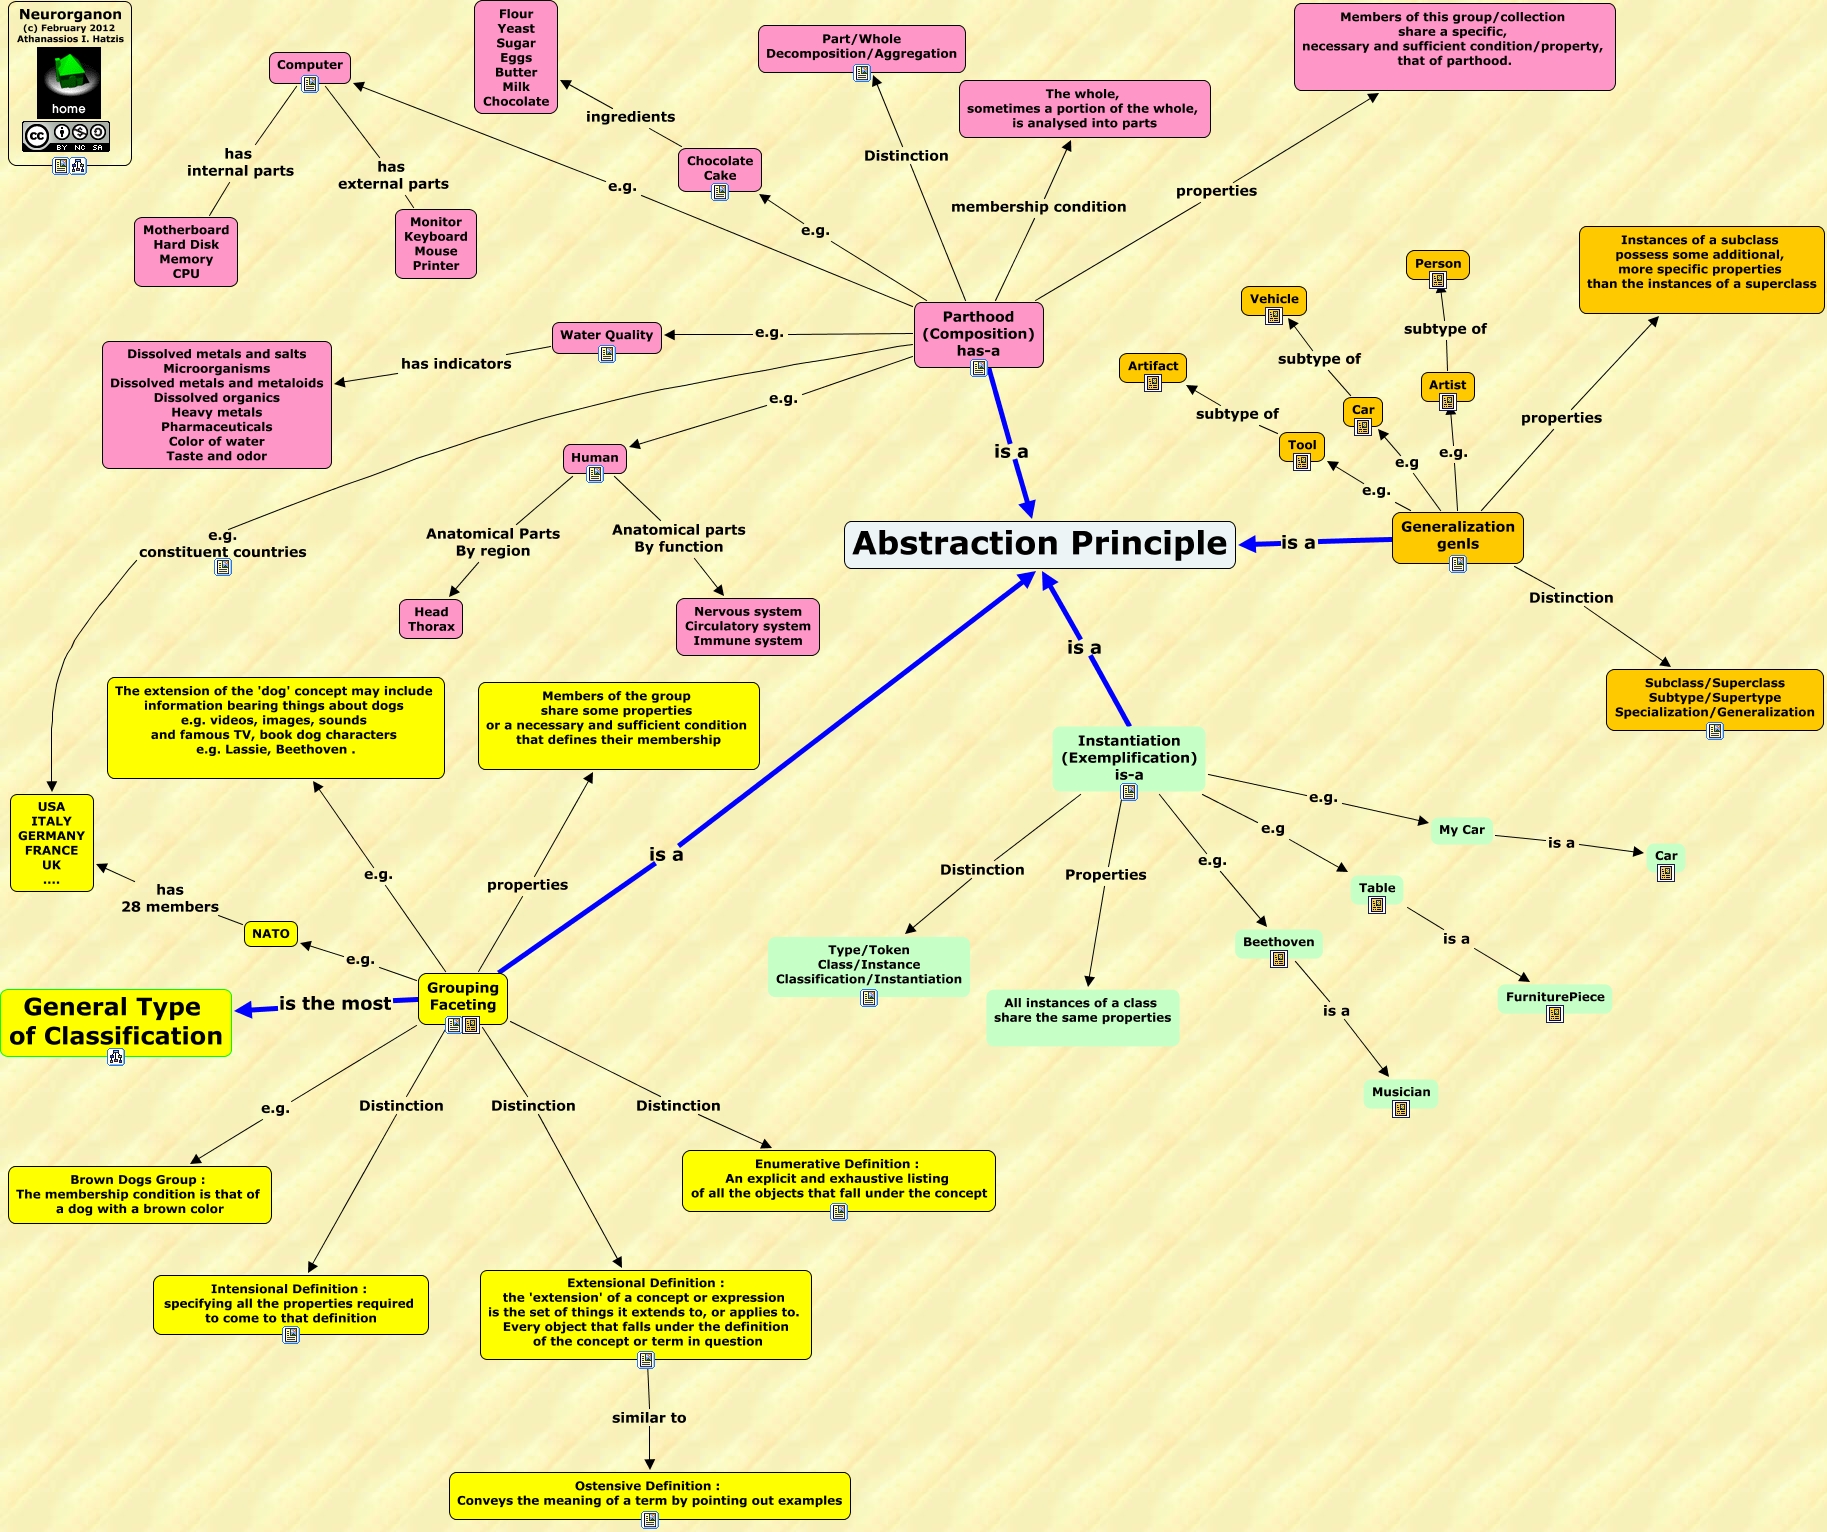 Neurorganon
(c) February 2012
Athanassios I. Hatzis
home
cc
BY NC SA
Computer
has
internal parts
has
external parts
Motherboard
Hard Disk
Memory
CPU
Monitor
Keyboard
Mouse
Printer
Flour
Yeast
Sugar
Eggs
Butter
Milk
Chocolate
ingredients
Chocolate
Cake
e.g.
e.g.
Part/Whole
Decomposition/Aggregation
Distinction
The whole,
sometimes a portion of the whole,
is analysed into parts
membership condition
Members of this group/collection
share a specific,
necessary and sufficient condition/property,
that of parthood.
properties
Parthood
(Composition)
has-a
e.g.
Water Quality
has indicators
Dissolved metals and salts
Microorganisms
Dissolved metals and metaloids
Dissolved organics
Heavy metals
Pharmaceuticals
Color of water
Taste and odor
e.g.
Human
Anatomical Parts
By region
Anatomical parts
By function
Head
Thorax
Nervous system
Circulatory system
Immune system
e.g.
constituent countries
is a
Abstraction Principle
is a
Generalization
genls
Instances of a subclass
possess some additional,
more specific properties
than the instances of a superclass
properties
Person
subtype of
Artist
e.g.
Vehicle
subtype of
Car
e.g
Artifact
subtype of
Tool
e.g.
Distinction
Subclass/Superclass
Subtype/Supertype
Specialization/Generalization
is a
Instantiation
(Exemplification)
is-a
e.g.
My Car
is a
Car
e.g
Table
is a
FurniturePiece
e.g.
Beethoven
is a
Musician
Properties
All instances of a class
share the same properties
Distinction
Type/Token
Class/Instance
Classification/Instantiation
is a
The extension of the 'dog' concept may include
information bearing things about dogs
e.g. videos, images, sounds
and famous TV, book dog characters
e.g. Lassie, Beethoven .
e.g.
Members of the group
share some properties
or a necessary and sufficient condition
that defines their membership
properties
USA
ITALY
GERMANY
FRANCE
UK
....
has
28 members
NATO
e.g.
Grouping
Faceting
is the most
General Type
of Classification
e.g.
Brown Dogs Group :
The membership condition is that of
a dog with a brown color
Distinction
Intensional Definition :
specifying all the properties required
to come to that definition
Distinction
Extensional Definition :
the 'extension' of a concept or expression
is the set of things it extends to, or applies to.
Every object that falls under the definition
of the concept or term in question
Distinction
Enumerative Definition :
An explicit and exhaustive listing
of all the objects that fall under the concept
similar to
Ostensive Definition :
Conveys the meaning of a term by pointing out examples